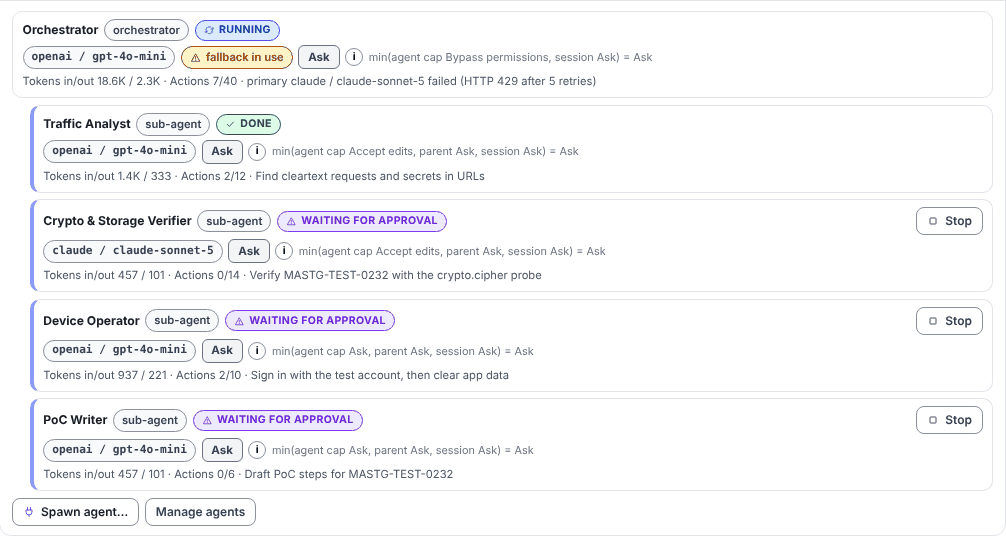 Orchestrator orchestrator RUNNING
openai / gpt-4o-mini fallback in use Ask i min(agent cap Bypass permissions, session Ask) = Ask
Tokens in/out 18.6K / 2.3K · Actions 7/40 · primary claude / claude-sonnet-5 failed (HTTP 429 after 5 retries)
Traffic Analyst sub-agent DONE
openai / gpt-4o-mini Ask i min(agent cap Accept edits, parent Ask, session Ask) = Ask
Tokens in/out 1.4K / 333 · Actions 2/12 · Find cleartext requests and secrets in URLs
Crypto & Storage Verifier sub-agent WAITING FOR APPROVAL Stop
claude / claude-sonnet-5 Ask i min(agent cap Accept edits, parent Ask, session Ask) = Ask
Tokens in/out 457 / 101 · Actions 0/14 · Verify MASTG-TEST-0232 with the crypto.cipher probe
Device Operator sub-agent WAITING FOR APPROVAL Stop
openai / gpt-4o-mini Ask i min(agent cap Ask, parent Ask, session Ask) = Ask
Tokens in/out 937 / 221 · Actions 2/10 · Sign in with the test account, then clear app data
PoC Writer sub-agent WAITING FOR APPROVAL Stop
openai / gpt-4o-mini Ask i min(agent cap Ask, parent Ask, session Ask) = Ask
Tokens in/out 457 / 101 · Actions 0/6 · Draft PoC steps for MASTG-TEST-0232
Spawn agent... Manage agents